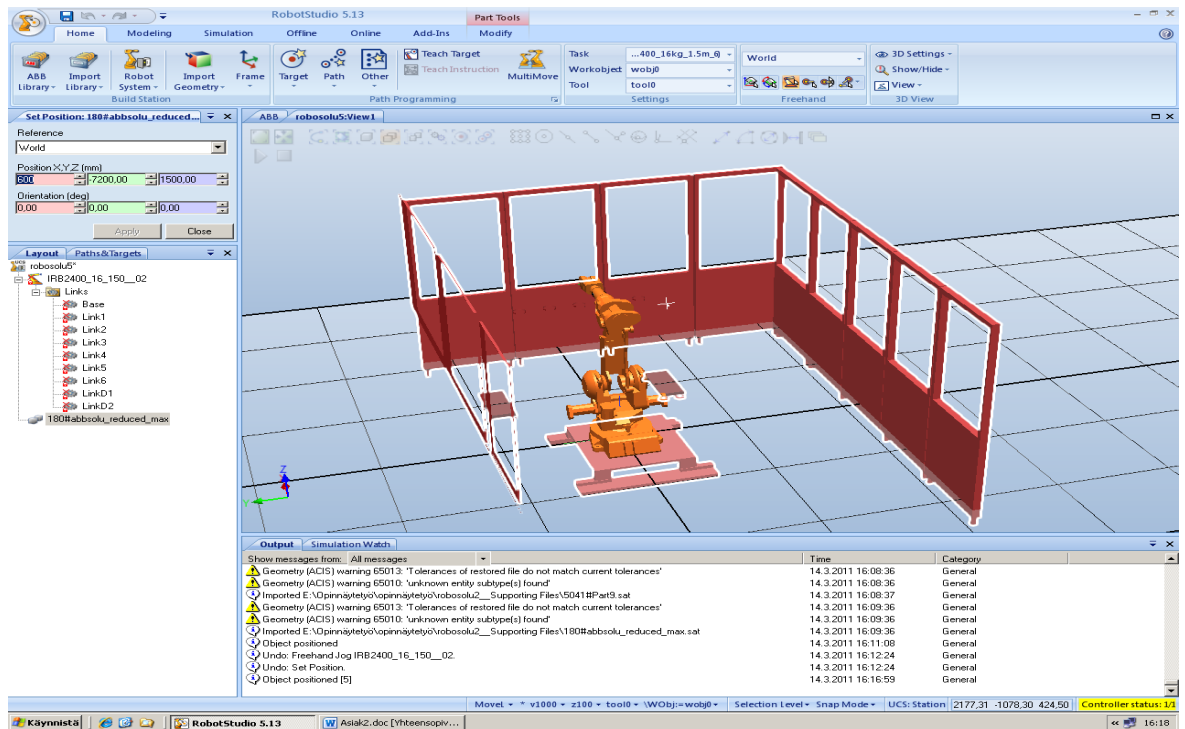 RobotStudio 5.13
Part Tools
Home Modeling Simulation Offline Online Add-Ins Modify
ABB Library
Import Library
Robot System
Import Geometry
Frame
Build Station
Target
Path
Other
Teach Target
Teach Instruction
MultiMove
Path Programming
Task ...400_16kg_1.5m_6)
Workobject wobj0
Tool tool0
Settings
World
Freehand
3D Settings
Show/Hide
View
3D View
Set Position: 180#abbsolu_reduced...
Reference
World
Position X,Y,Z (mm)
600 -7200,00 1500,00
Orientation (deg)
0,00 0,00 0,00
Apply Close
Layout Paths&Targets
robosolu5*
IRB2400_16_150__02
Links
Base
Link1
Link2
Link3
Link4
Link5
Link6
LinkD1
LinkD2
180#abbsolu_reduced_max
ABB robosolu5:View1
Z
Y
Output Simulation Watch
Show messages from: All messages Time Category
Geometry (ACIS) warning 65013: 'Tolerances of restored file do not match current tolerances' 14.3.2011 16:08:36 General
Geometry (ACIS) warning 65010: 'unknown entity subtype(s) found' 14.3.2011 16:08:36 General
Imported E:\Opinnäytetyö\opinnäytetyö\robosolu2__Supporting Files\5041#Part9.sat 14.3.2011 16:08:37 General
Geometry (ACIS) warning 65013: 'Tolerances of restored file do not match current tolerances' 14.3.2011 16:09:36 General
Geometry (ACIS) warning 65010: 'unknown entity subtype(s) found' 14.3.2011 16:09:36 General
Imported E:\Opinnäytetyö\opinnäytetyö\robosolu2__Supporting Files\180#abbsolu_reduced_max.sat 14.3.2011 16:09:36 General
Object positioned 14.3.2011 16:11:08 General
Undo: Freehand Jog IRB2400_16_150__02. 14.3.2011 16:12:24 General
Undo: Set Position. 14.3.2011 16:12:24 General
Object positioned [5] 14.3.2011 16:16:59 General
MoveL * v1000 z100 tool0 \WObj:=wobj0 Selection Level Snap Mode UCS: Station 2177,31 -1078,30 424,50 Controller status: 1/1
Käynnistä RobotStudio 5.13 Asiak2.doc [Yhteensopiv... 16:18